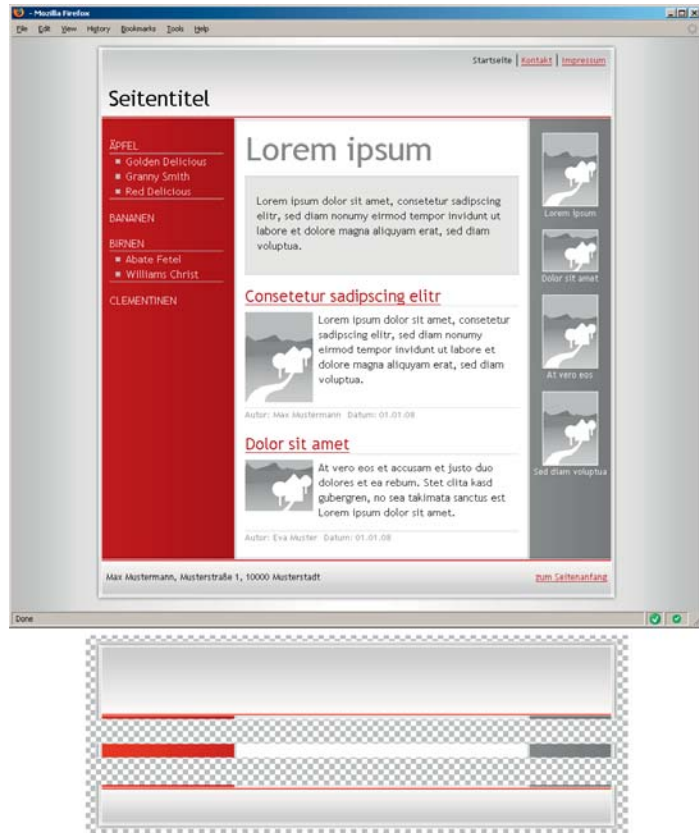 - Mozilla Firefox
File Edit View History Bookmarks Tools Help
Startseite | Kontakt | Impressum
Seitentitel
ÄPFEL
Golden Delicious
Granny Smith
Red Delicious
BANANEN
BIRNEN
Abate Fetel
Williams Christ
CLEMENTINEN
Lorem ipsum
Lorem ipsum dolor sit amet, consetetur sadipscing
elitr, sed diam nonumy eirmod tempor invidunt ut
labore et dolore magna aliquyam erat, sed diam
voluptua.
Consetetur sadipscing elitr
Lorem ipsum dolor sit amet, consetetur
sadipscing elitr, sed diam nonumy
eirmod tempor invidunt ut labore et
dolore magna aliquyam erat, sed diam
voluptua.
Autor: Max Mustermann Datum: 01.01.08
Dolor sit amet
At vero eos et accusam et justo duo
dolores et ea rebum. Stet clita kasd
gubergren, no sea takimata sanctus est
Lorem ipsum dolor sit amet.
Autor: Eva Muster Datum: 01.01.08
Lorem ipsum
Dolor sit amet
At vero eos
Sed diam voluptua
Max Mustermann, Musterstraße 1, 10000 Musterstadt
zum Seitenanfang
Done